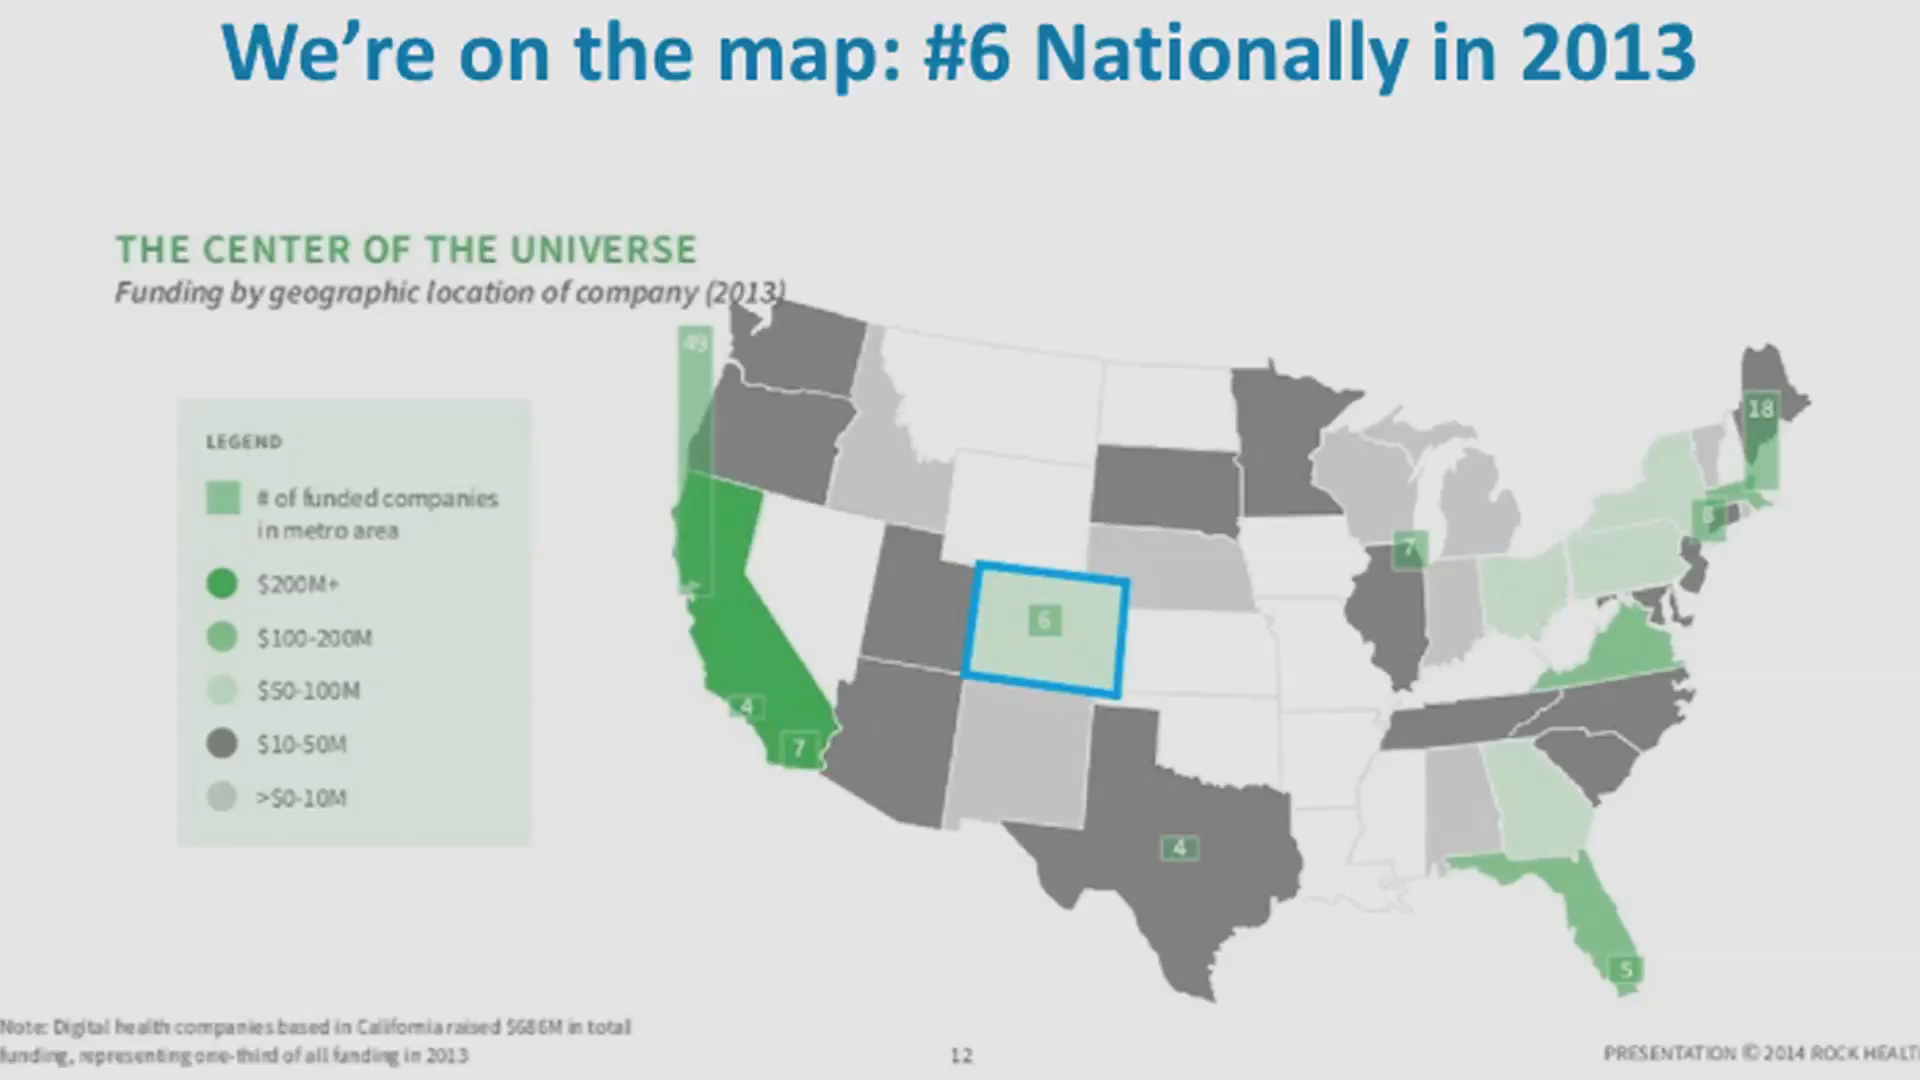 We're on the map: #6 Nationally in 2013
THE CENTER OF THE UNIVERSE
Funding by geographic location of company (2013)
LEGEND
# of funded companies
in metro area
$200M+
$100-200M
$50-100M
$10-50M
>$0-10M
49
18
8
7
6
4
7
4
5
Note: Digital health companies based in California raised $686M in total
funding, representing one-third of all funding in 2013
12
PRESENTATION © 2014 ROCK HEALT